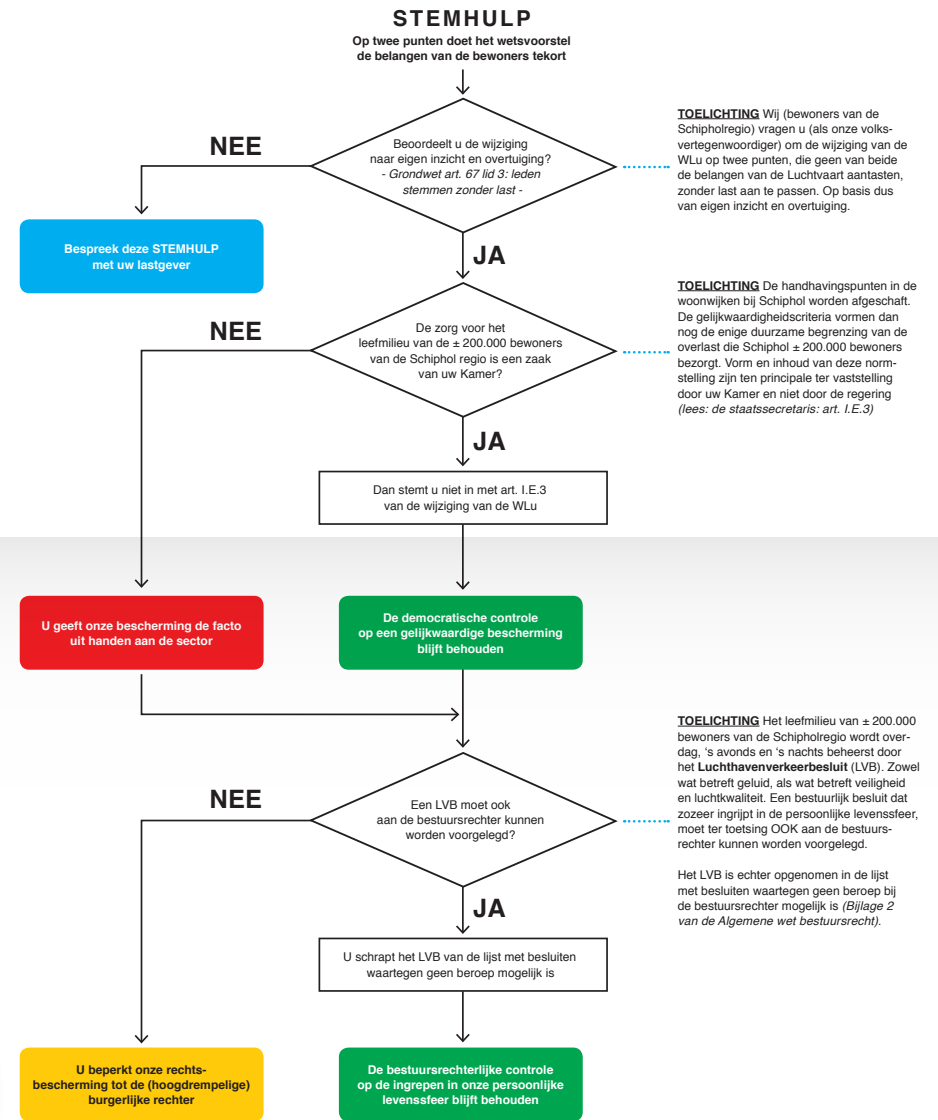 STEMHULP
Op twee punten doet het wetsvoorstel
de belangen van de bewoners tekort
NEE
Beoordeelt u de wijziging
naar eigen inzicht en overtuiging?
- Grondwet art. 67 lid 3: leden
stemmen zonder last -
TOELICHTING Wij (bewoners van de
Schipholregio) vragen u (als onze volks-
vertegenwoordiger) om de wijziging van de
WLu op twee punten, die geen van beide
de belangen van de Luchtvaart aantasten,
zonder last aan te passen. Op basis dus
van eigen inzicht en overtuiging.
Bespreek deze STEMHULP
met uw lastgever
JA
NEE
De zorg voor het
leefmilieu van de ± 200.000 bewoners
van de Schiphol regio is een zaak
van uw Kamer?
TOELICHTING De handhavingspunten in de
woonwijken bij Schiphol worden afgeschaft.
De gelijkwaardigheidscriteria vormen dan
nog de enige duurzame begrenzing van de
overlast die Schiphol ± 200.000 bewoners
bezorgt. Vorm en inhoud van deze norm-
stelling zijn ten principale ter vaststelling
door uw Kamer en niet door de regering
(lees: de staatssecretaris: art. I.E.3)
JA
Dan stemt u niet in met art. I.E.3
van de wijziging van de WLu
U geeft onze bescherming de facto
uit handen aan de sector
De democratische controle
op een gelijkwaardige bescherming
blijft behouden
NEE
Een LVB moet ook
aan de bestuursrechter kunnen
worden voorgelegd?
TOELICHTING Het leefmilieu van ± 200.000
bewoners van de Schipholregio wordt over-
dag, ‘s avonds en ‘s nachts beheerst door
het Luchthavenverkeerbesluit (LVB). Zowel
wat betreft geluid, als wat betreft veiligheid
en luchtkwaliteit. Een bestuurlijk besluit dat
zozeer ingrijpt in de persoonlijke levenssfeer,
moet ter toetsing OOK aan de bestuurs-
rechter kunnen worden voorgelegd.
Het LVB is echter opgenomen in de lijst
met besluiten waartegen geen beroep bij
de bestuursrechter mogelijk is (Bijlage 2
van de Algemene wet bestuursrecht).
JA
U schrapt het LVB van de lijst met besluiten
waartegen geen beroep mogelijk is
U beperkt onze rechts-
bescherming tot de (hoogdrempelige)
burgerlijke rechter
De bestuursrechterlijke controle
op de ingrepen in onze persoonlijke
levenssfeer blijft behouden